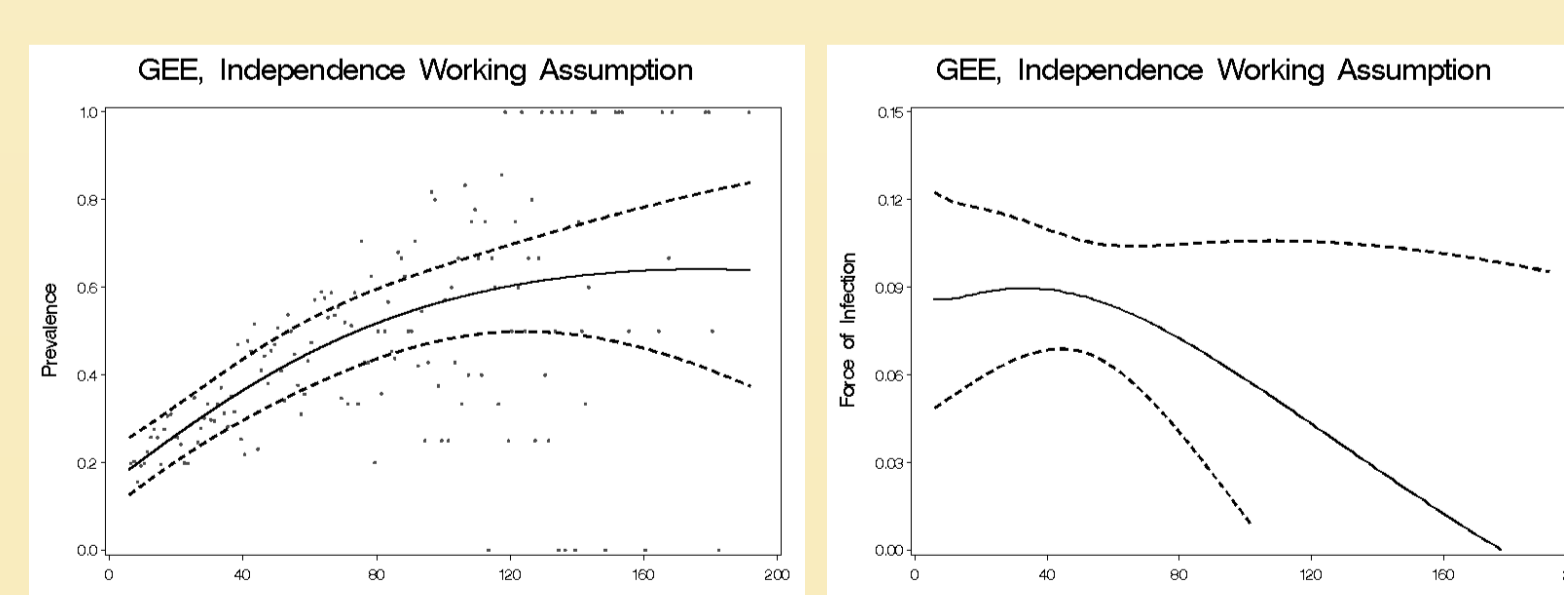 GEE, Independence Working Assumption
1.0
0.8
0.6
0.4
0.2
0.0
Prevalence
0 40 80 120 160 200
GEE, Independence Working Assumption
0.15
0.12
0.09
0.06
0.03
0.00
Force of Infection
0 40 80 120 160